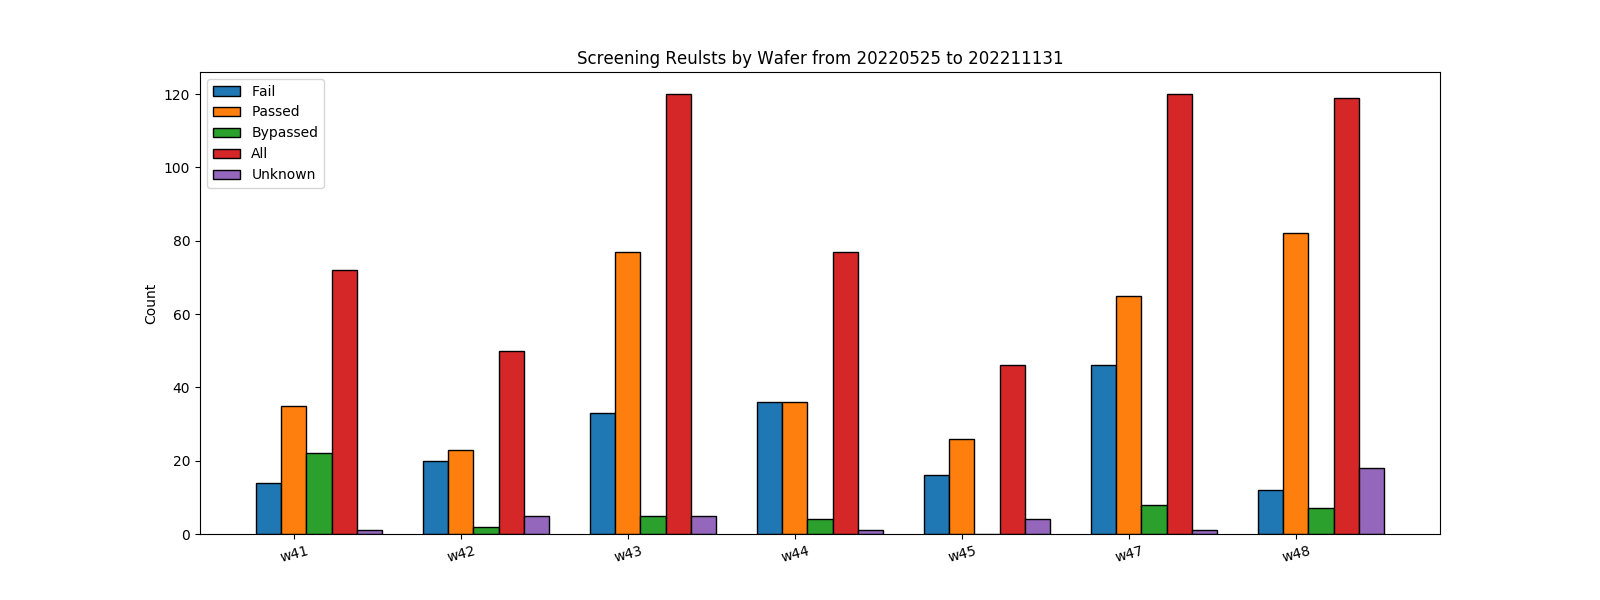 Screening Reulsts by Wafer from 20220525 to 202211131
Fail
Passed
Bypassed
All
Unknown
120
100
80
60
40
20
0
Count
w41 w42 w43 w44 w45 w47 w48